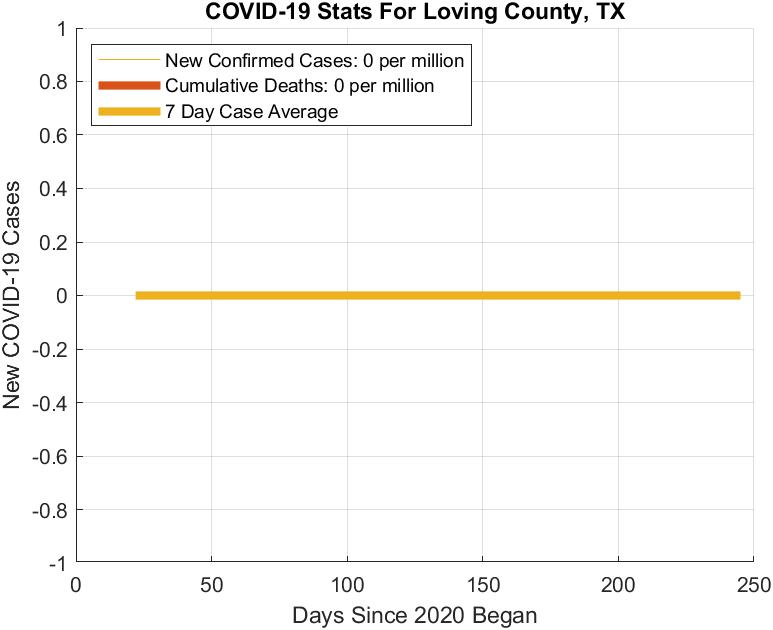 COVID-19 Stats For Loving County, TX
New Confirmed Cases: 0 per million
Cumulative Deaths: 0 per million
7 Day Case Average
New COVID-19 Cases
1
0.8
0.6
0.4
0.2
0
-0.2
-0.4
-0.6
-0.8
-1
0 50 100 150 200 250
Days Since 2020 Began